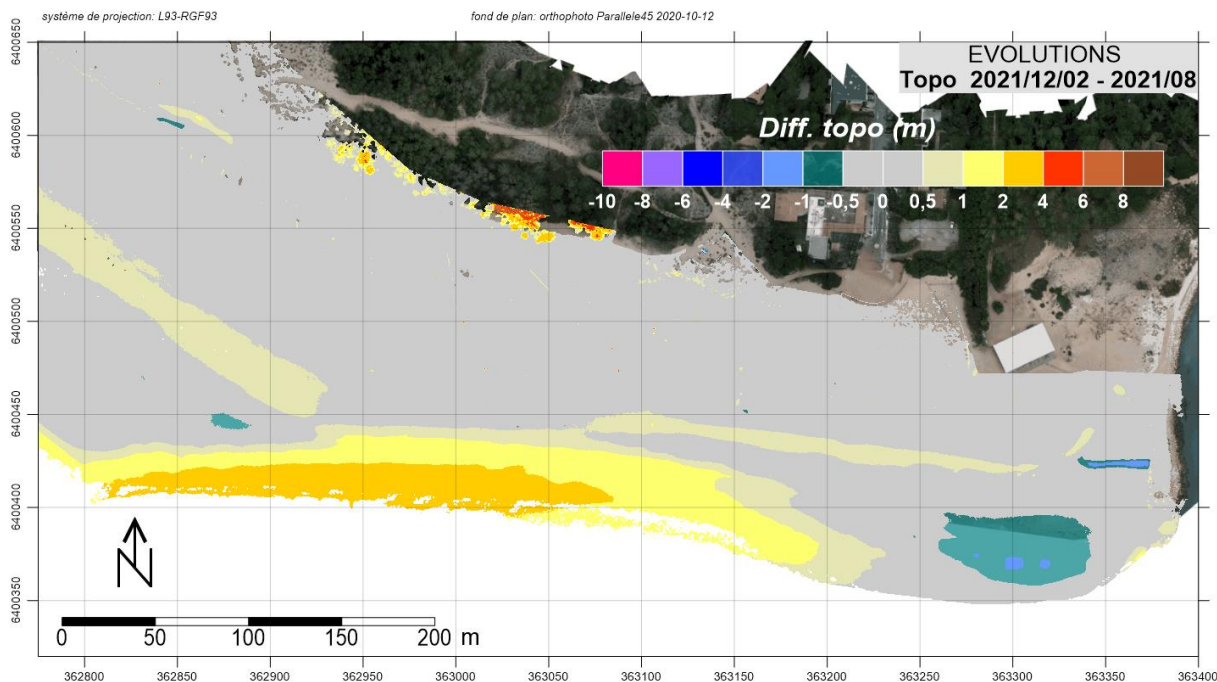 système de projection: L93-RGF93
fond de plan: orthophoto Parallele45 2020-10-12
EVOLUTIONS
Topo 2021/12/02 - 2021/08
Diff. topo (m)
-10 -8 -6 -4 -2 -1 -0,5 0 0,5 1 2 4 6 8
6400650
6400600
6400550
6400500
6400450
6400400
6400350
N
0 50 100 150 200 m
362800 362850 362900 362950 363000 363050 363100 363150 363200 363250 363300 363350 363400